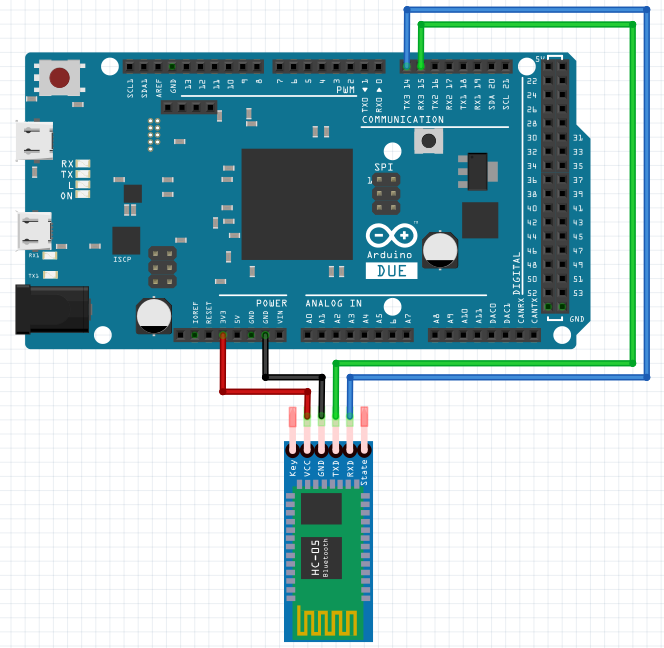 SCL1 SDA1 AREF GND 13 12 11 10 9 8
7 6 5 4 3 2 TX0 1 RX0 0
TX3 14 RX3 15 TX2 16 RX2 17 TX1 18 RX1 19 SDA 20 SCL 21
PWM
COMMUNICATION
5V
22
24
26
28
30 31
32 33
34 35
36 37
38 39
40 41
42 43
44 45
46 47
48 49
50 51
52 53
GND
DIGITAL
CANRX
CANTX
SPI
1
RX
TX
L
ON
RX1
TX1
ISCP
Arduino
TM
DUE
POWER
ANALOG IN
IOREF RESET 3V3 5V GND GND VIN
A0 A1 A2 A3 A4 A5 6 A7
A8 A9 A10 A11 DAC0 DAC1
Key VCC GND TXD RXD State
HC-05
Bluetooth